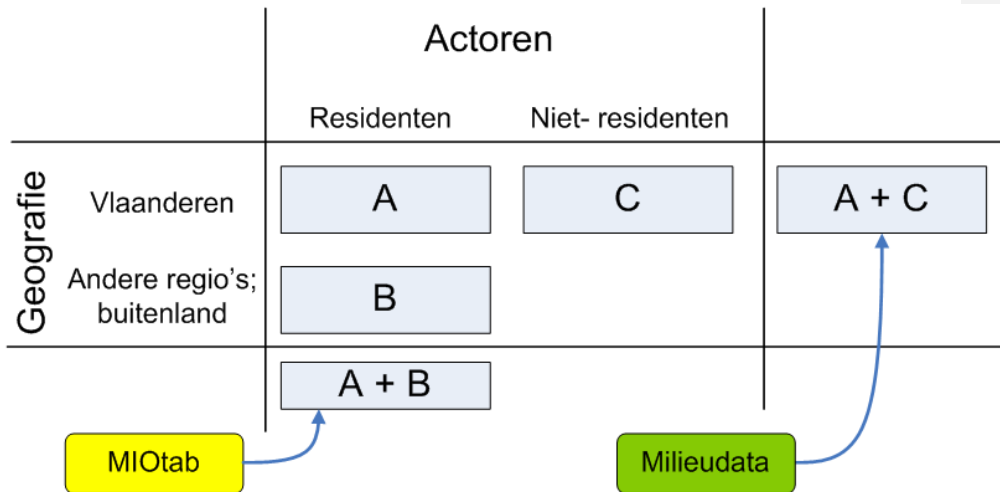 Actoren
Residenten
Niet- residenten
Geografie
Vlaanderen
A
C
A + C
Andere regio's;
buitenland
B
A + B
MIOtab
Milieudata